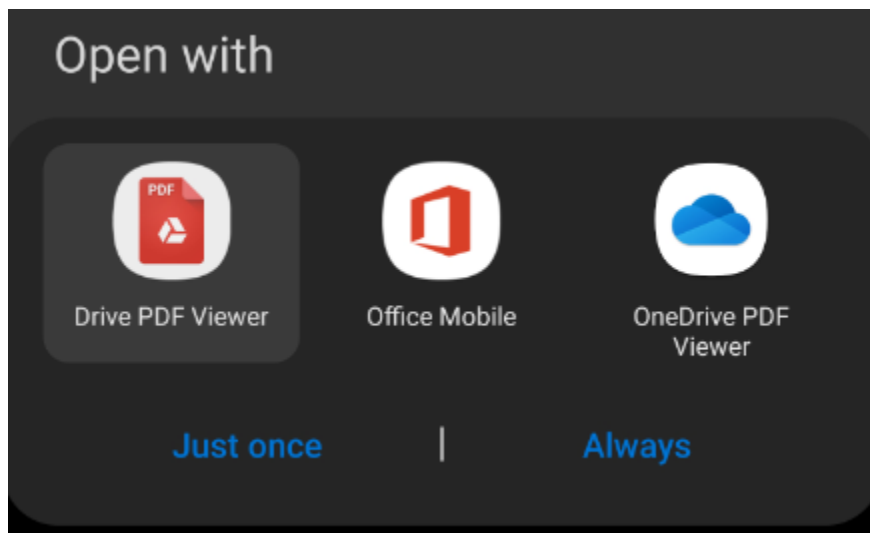 Open with
PDF
Drive PDF Viewer
Office Mobile
OneDrive PDF
Viewer
Just once | Always